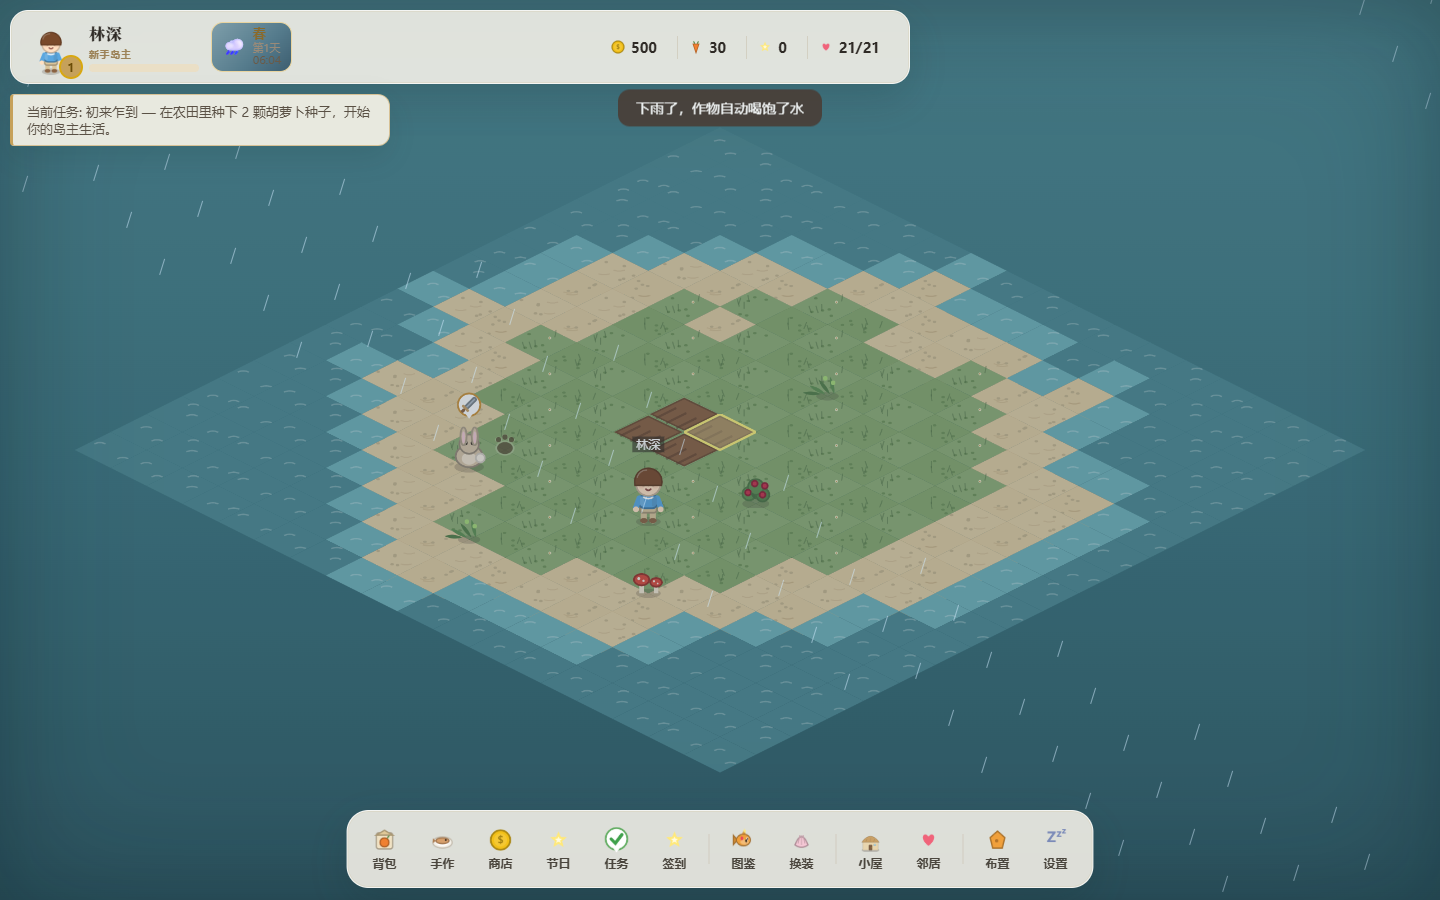 林深
新手岛主
1
春
第1天
06:01
500
30
0
21/21
当前任务: 初来乍到 — 在农田里种下 2 颗胡萝卜种子，开始
你的岛主生活。
下雨了，作物自动喝饱了水
林深
背包
手作
商店
节日
任务
签到
图鉴
换装
小屋
邻居
布置
设置